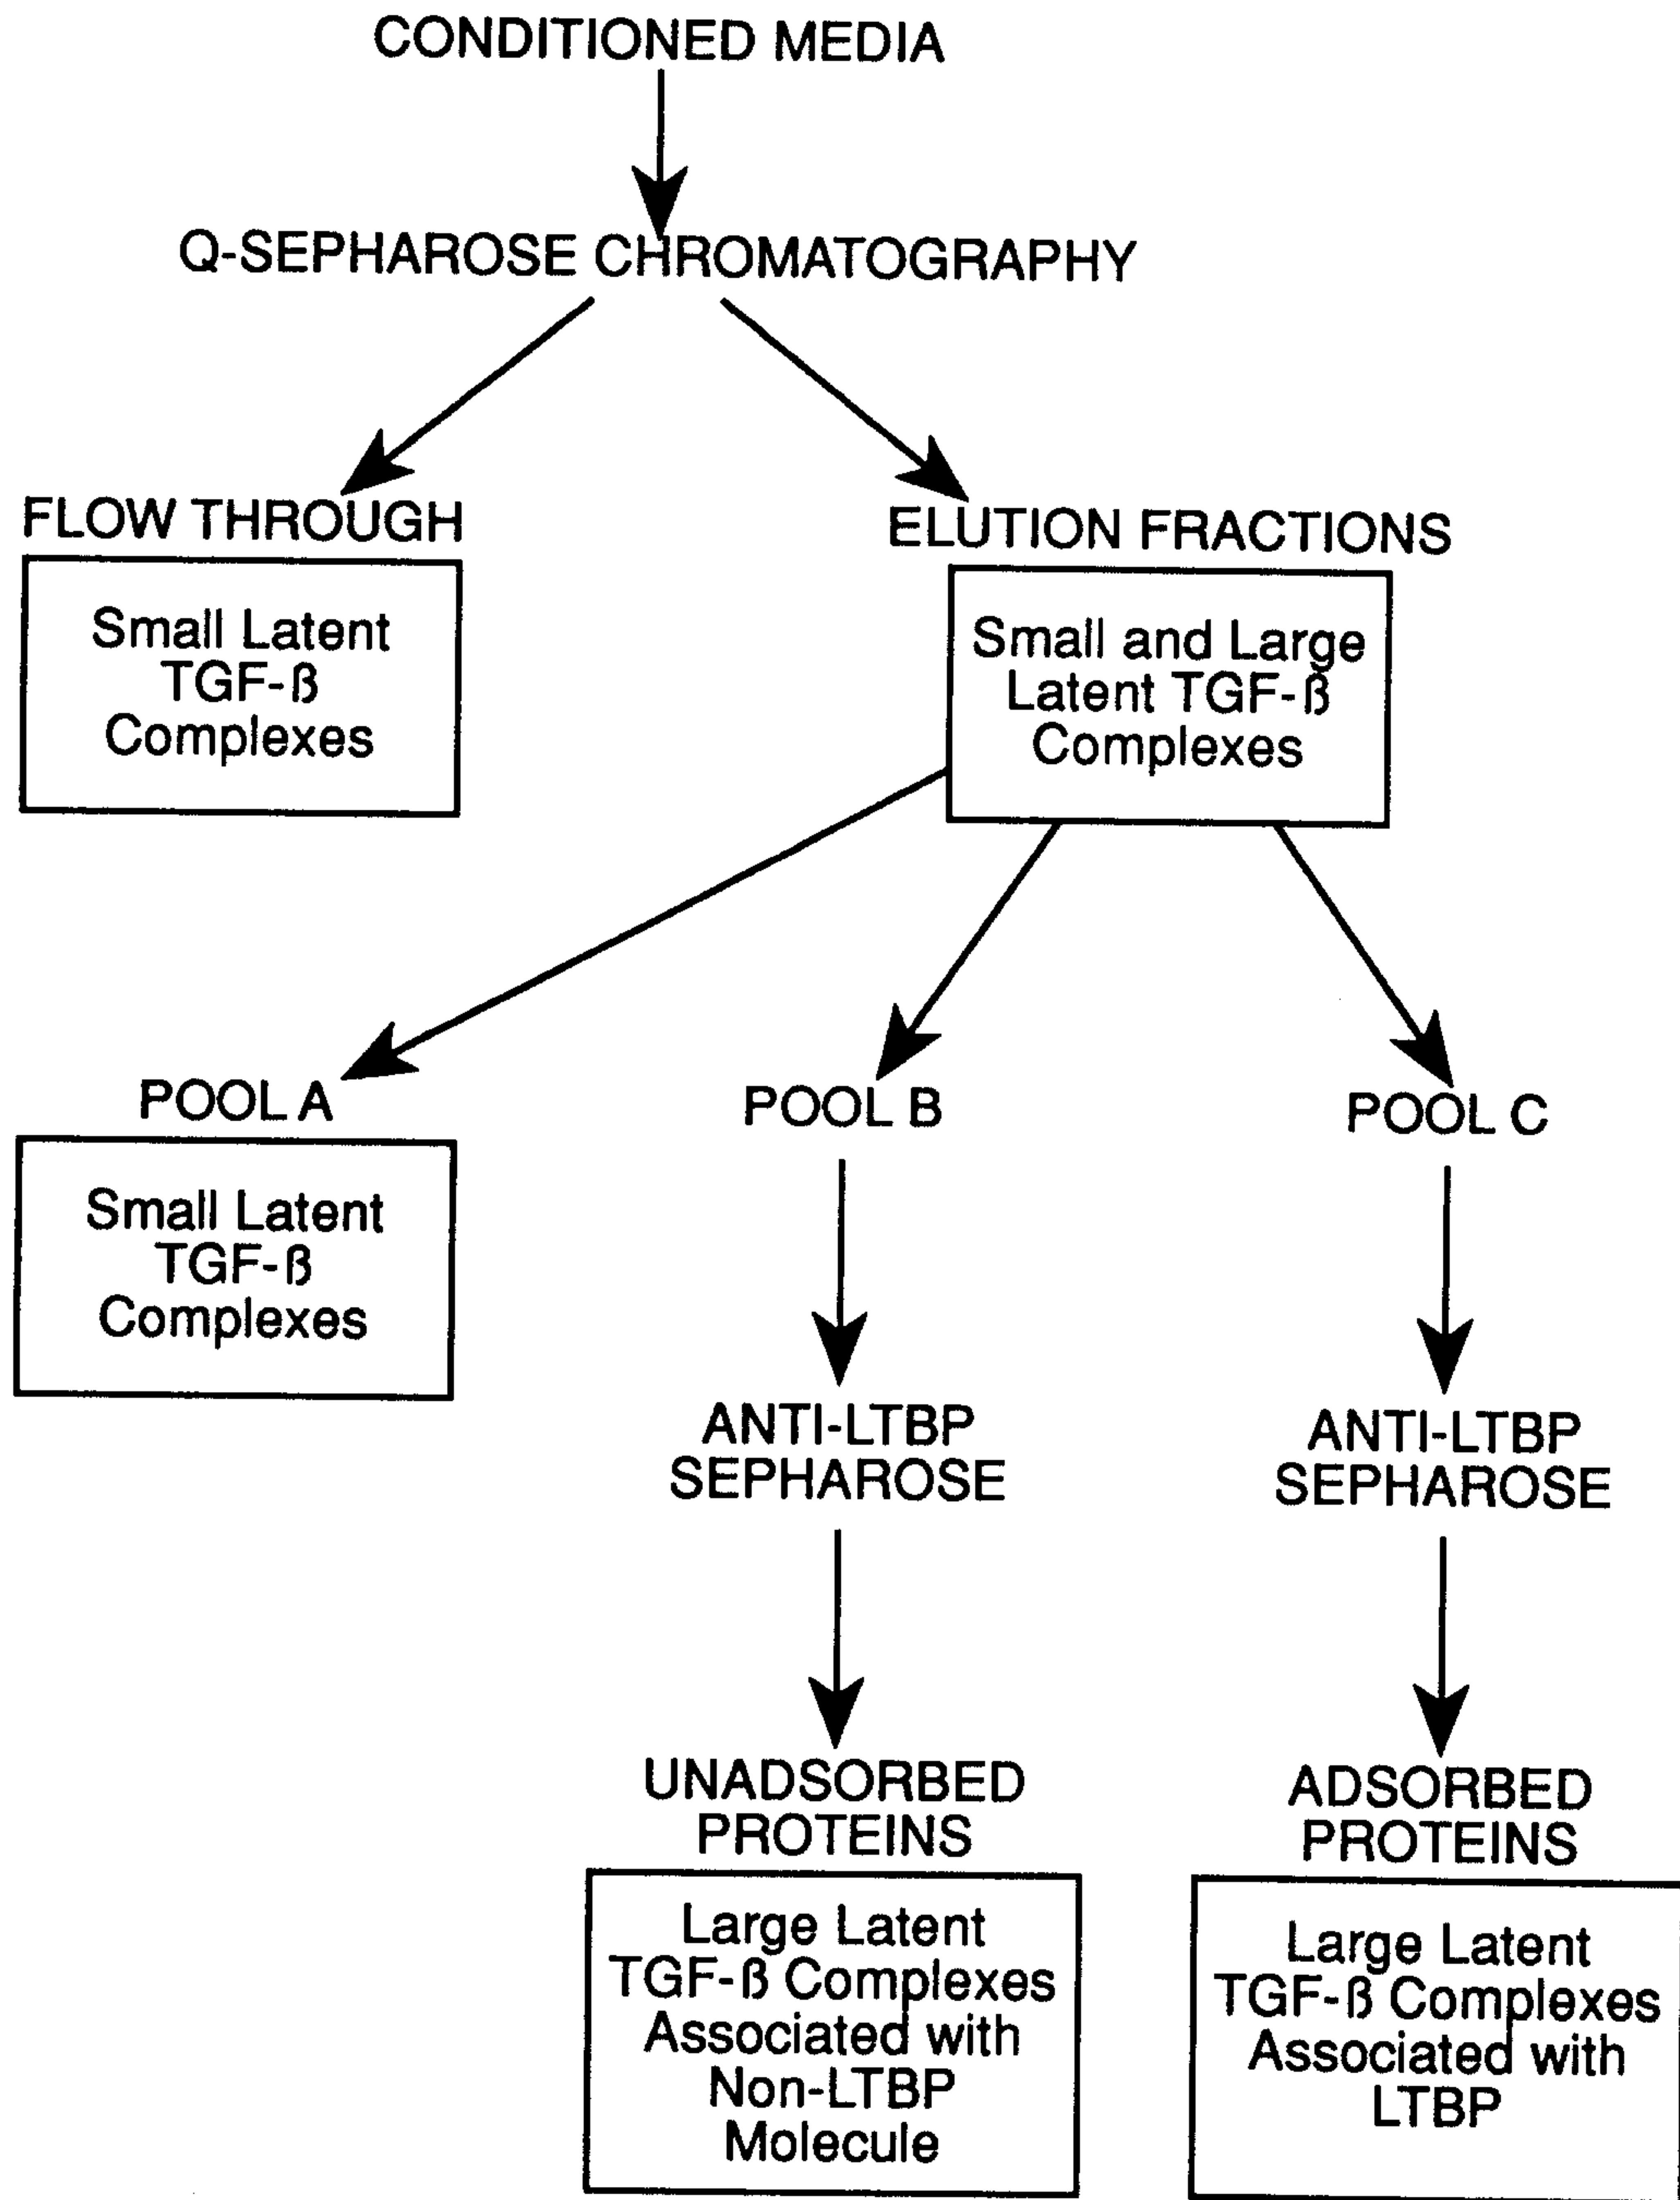 CONDITIONED MEDIA
Q-SEPHAROSE CHROMATOGRAPHY
FLOW THROUGH
Small Latent
TGF-ß
Complexes
ELUTION FRACTIONS
Small and Large
Latent TGF-ß
Complexes
POOL A
Small Latent
TGF-ß
Complexes
POOL B
ANTI-LTBP
SEPHAROSE
UNADSORBED
PROTEINS
Large Latent
TGF-ß Complexes
Associated with
Non-LTBP
Molecule
POOL C
ANTI-LTBP
SEPHAROSE
ADSORBED
PROTEINS
Large Latent
TGF-ß Complexes
Associated with
LTBP